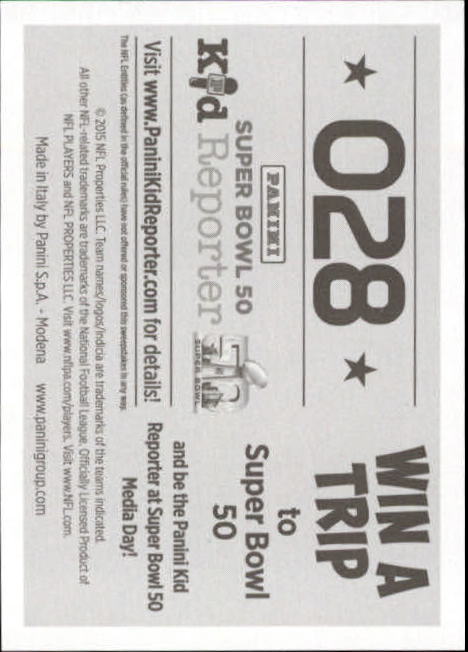 ★ 028 ★
WIN A
TRIP
to
Super Bowl
50
and be the Panini Kid
Reporter at Super Bowl 50
Media Day!
PANINI
SUPER BOWL 50
Kid Reporter
50
SUPER BOWL
Visit www.PaniniKidReporter.com for details!
The NFL Entities (as defined in the official rules) have not offered or sponsored this sweepstakes in any way.
© 2015 NFL Properties LLC. Team names/logos/indicia are trademarks of the teams indicated.
All other NFL-related trademarks are trademarks of the National Football League. Officially Licensed Product of
NFL PLAYERS and NFL PROPERTIES LLC. Visit www.nflpa.com/players. Visit www.NFL.com.
Made in Italy by Panini S.p.A. - Modena www.paninigroup.com